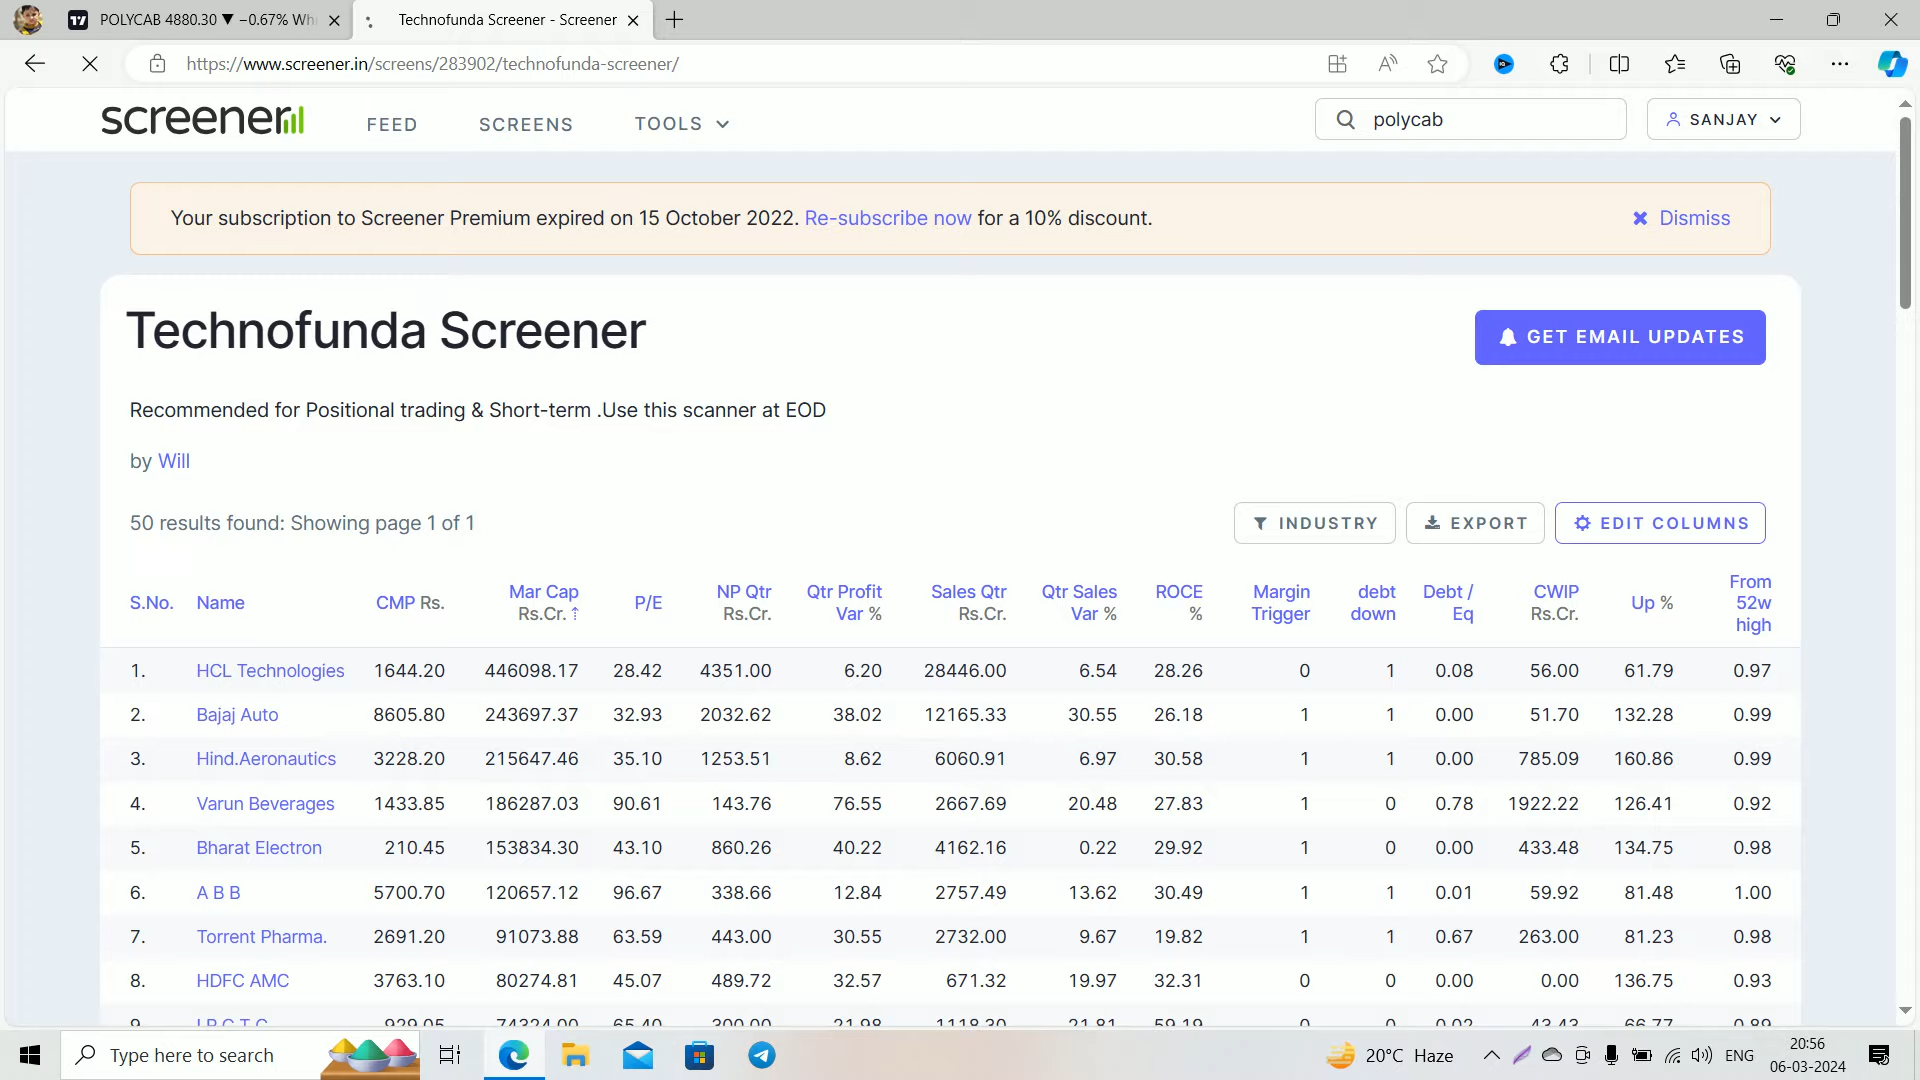 POLYCAB 4880.30 ▼ −0.67%
Technofunda Screener - Screener
https://www.screener.in/screens/283902/technofunda-screener/
screener
FEED SCREENS TOOLS
polycab
SANJAY
Your subscription to Screener Premium expired on 15 October 2022. Re-subscribe now for a 10% discount.
Dismiss
Technofunda Screener
GET EMAIL UPDATES
Recommended for Positional trading & Short-term .Use this scanner at EOD
by Will
50 results found: Showing page 1 of 1
INDUSTRY EXPORT EDIT COLUMNS
S.No. Name CMP Rs. Mar Cap Rs.Cr. P/E NP Qtr Rs.Cr. Qtr Profit Var % Sales Qtr Rs.Cr. Qtr Sales Var % ROCE % Margin Trigger debt down Debt / Eq CWIP Rs.Cr. Up % From 52w high
1. HCL Technologies 1644.20 446098.17 28.42 4351.00 6.20 28446.00 6.54 28.26 0 1 0.08 56.00 61.79 0.97
2. Bajaj Auto 8605.80 243697.37 32.93 2032.62 38.02 12165.33 30.55 26.18 1 1 0.00 51.70 132.28 0.99
3. Hind.Aeronautics 3228.20 215647.46 35.10 1253.51 8.62 6060.91 6.97 30.58 1 1 0.00 785.09 160.86 0.99
4. Varun Beverages 1433.85 186287.03 90.61 143.76 76.55 2667.69 20.48 27.83 1 0 0.78 1922.22 126.41 0.92
5. Bharat Electron 210.45 153834.30 43.10 860.26 40.22 4162.16 0.22 29.92 1 0 0.00 433.48 134.75 0.98
6. A B B 5700.70 120657.12 96.67 338.66 12.84 2757.49 13.62 30.49 1 1 0.01 59.92 81.48 1.00
7. Torrent Pharma. 2691.20 91073.88 63.59 443.00 30.55 2732.00 9.67 19.82 1 1 0.67 263.00 81.23 0.98
8. HDFC AMC 3763.10 80274.81 45.07 489.72 32.57 671.32 19.97 32.31 0 0 0.00 0.00 136.75 0.93
Type here to search
20°C Haze
ENG
20:56
06-03-2024